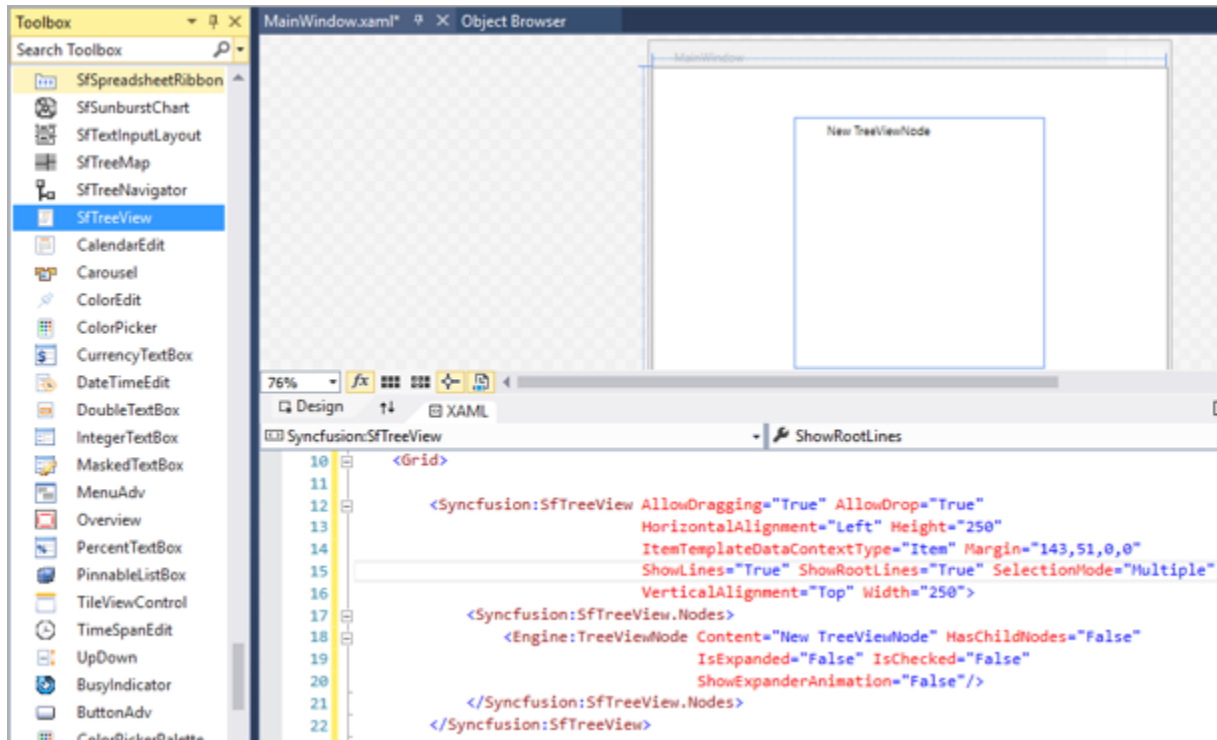 Toolbox
Search Toolbox
SfSpreadsheetRibbon
SfSunburstChart
SfTextInputLayout
SfTreeMap
SfTreeNavigator
SfTreeView
CalendarEdit
Carousel
ColorEdit
ColorPicker
CurrencyTextBox
DateTimeEdit
DoubleTextBox
IntegerTextBox
MaskedTextBox
MenuAdv
Overview
PercentTextBox
PinnableListBox
TileViewControl
TimeSpanEdit
UpDown
BusyIndicator
ButtonAdv
ColorPickerPalette
MainWindow.xaml* Object Browser
MainWindow
New TreeViewNode
76% fx
Design XAML
Syncfusion:SfTreeView ShowRootLines
10 <Grid>
11
12 <Syncfusion:SfTreeView AllowDragging="True" AllowDrop="True"
13 HorizontalAlignment="Left" Height="250"
14 ItemTemplateDataContextType="Item" Margin="143,51,0,0"
15 ShowLines="True" ShowRootLines="True" SelectionMode="Multiple"
16 VerticalAlignment="Top" Width="250">
17 <Syncfusion:SfTreeView.Nodes>
18 <Engine:TreeViewNode Content="New TreeViewNode" HasChildNodes="False"
19 IsExpanded="False" IsChecked="False"
20 ShowExpanderAnimation="False"/>
21 </Syncfusion:SfTreeView.Nodes>
22 </Syncfusion:SfTreeView>